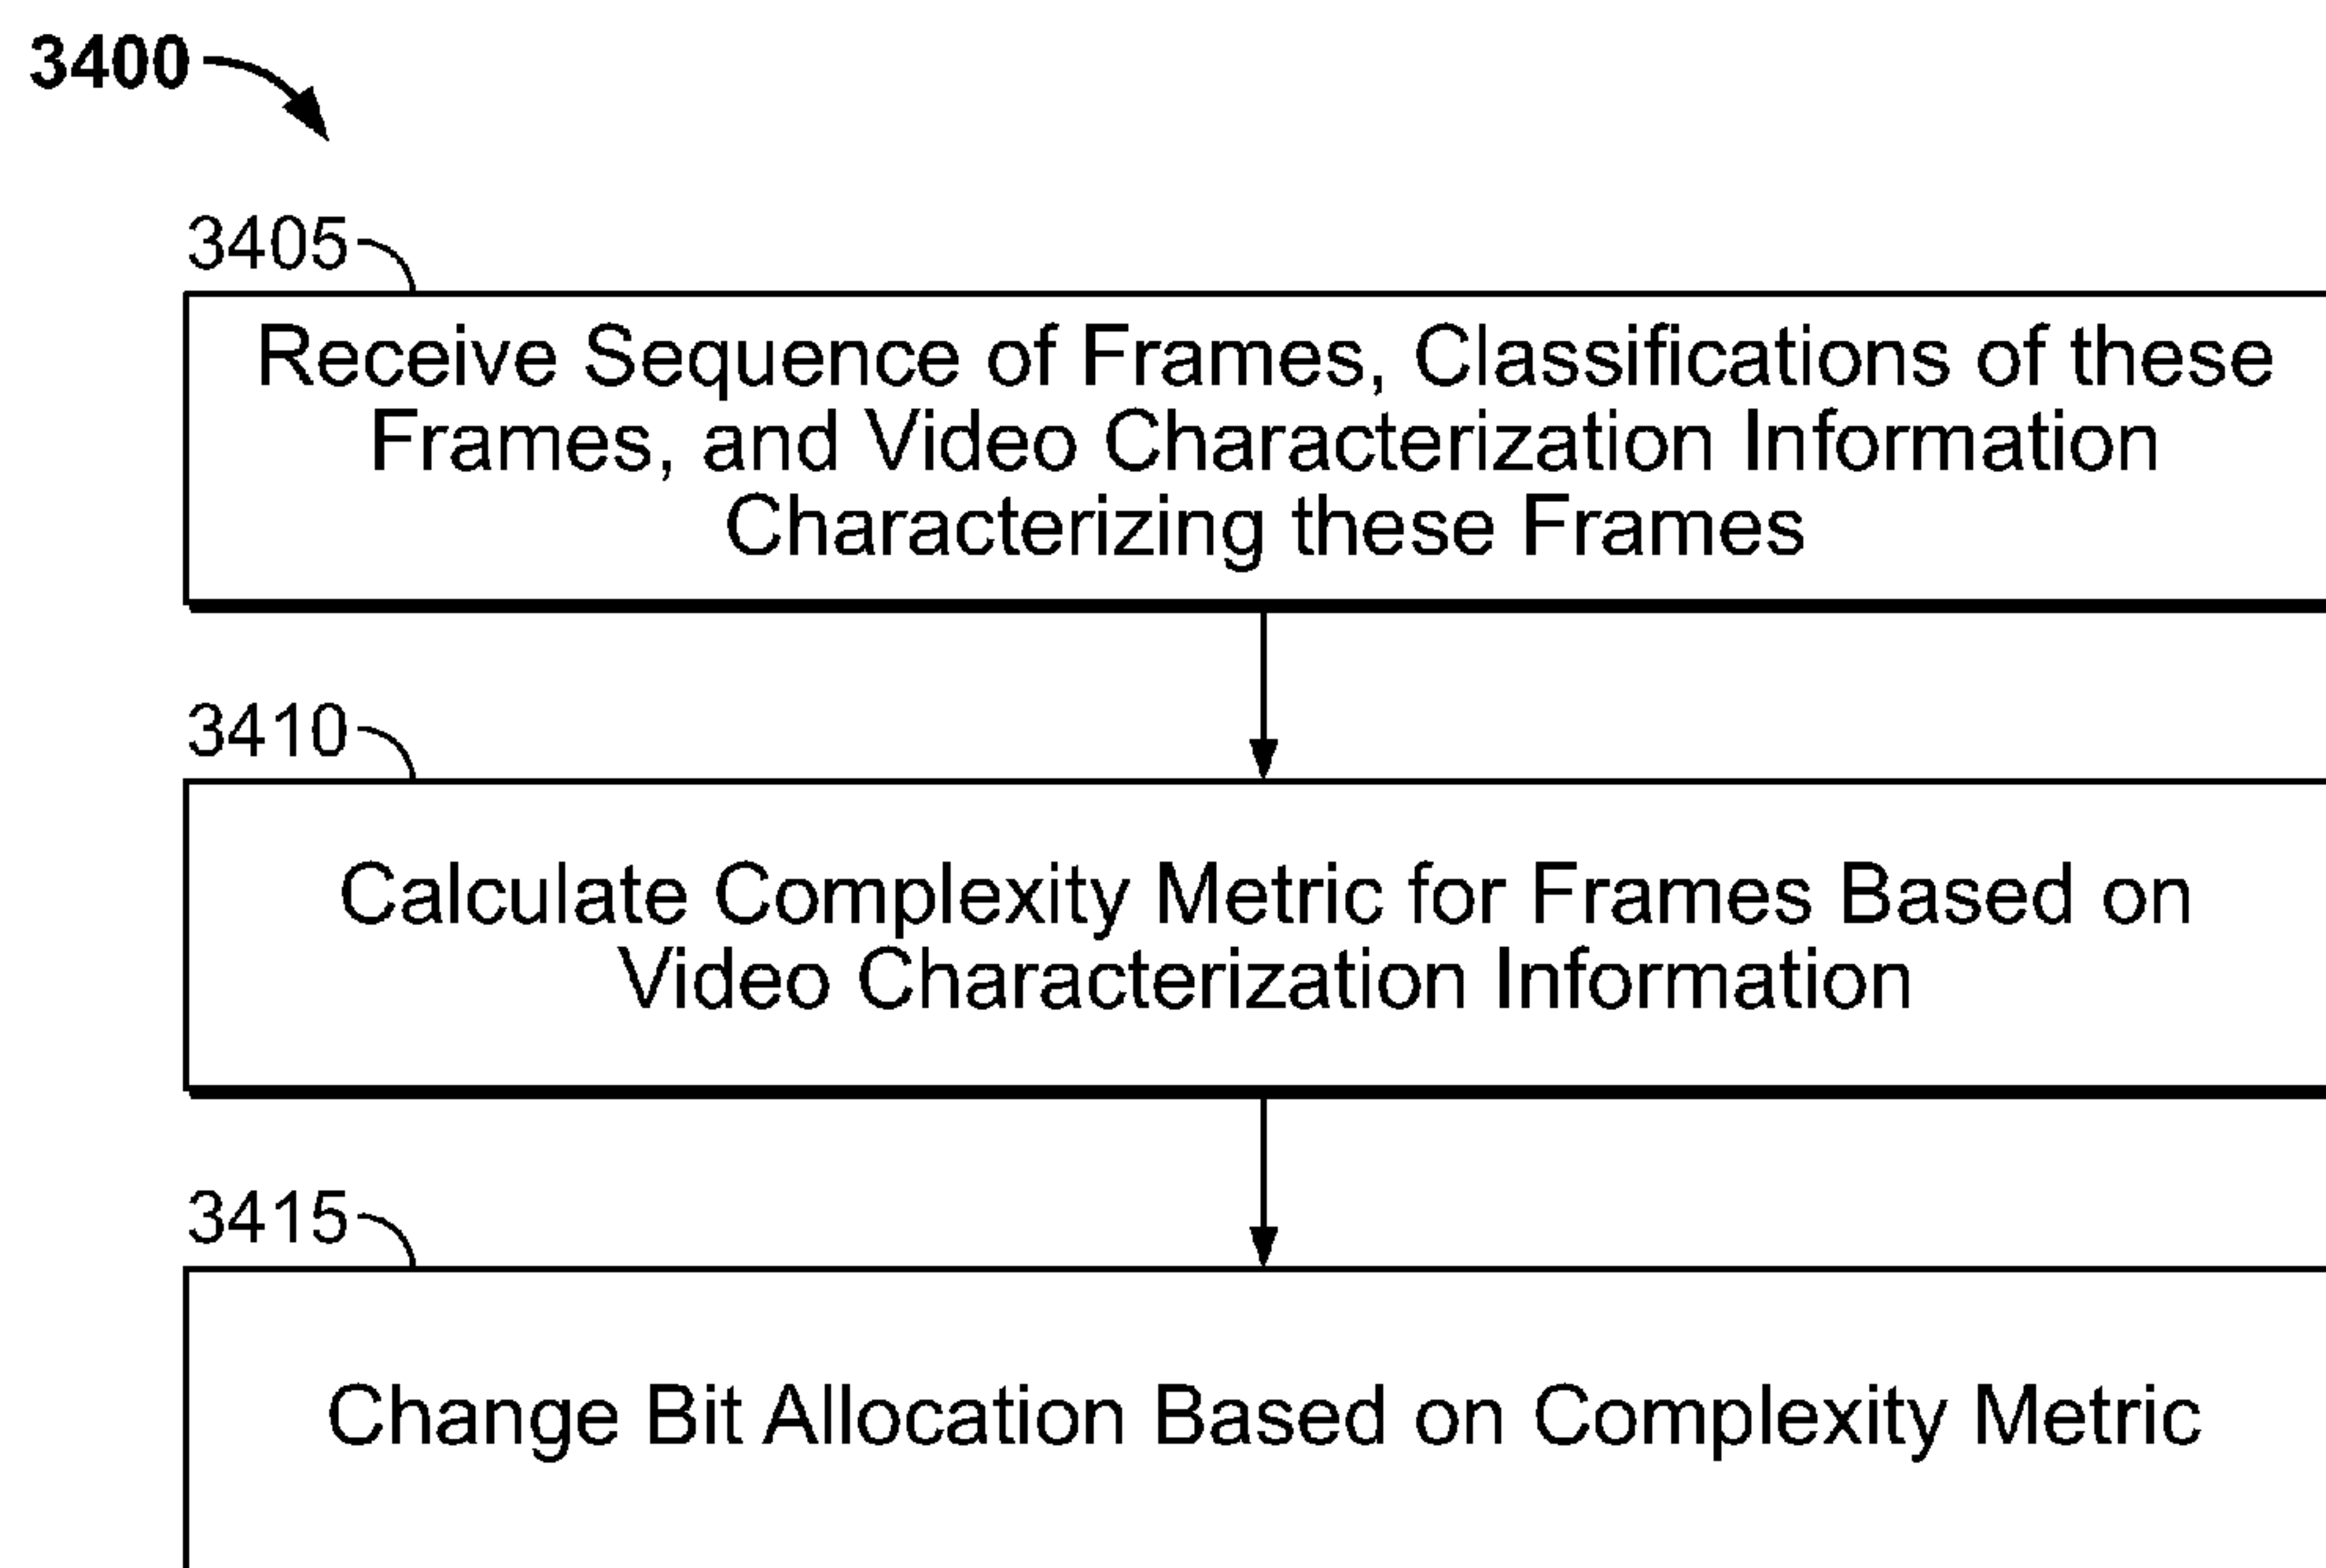 3400
3405
Receive Sequence of Frames, Classifications of these
Frames, and Video Characterization Information
Characterizing these Frames
3410
Calculate Complexity Metric for Frames Based on
Video Characterization Information
3415
Change Bit Allocation Based on Complexity Metric